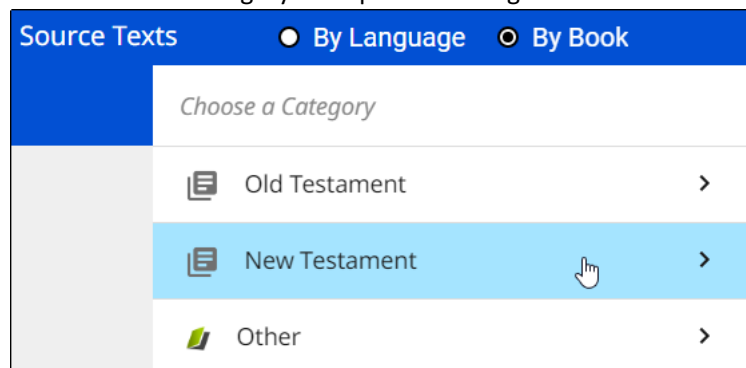 Source Texts By Language By Book
Choose a Category
Old Testament
New Testament
Other